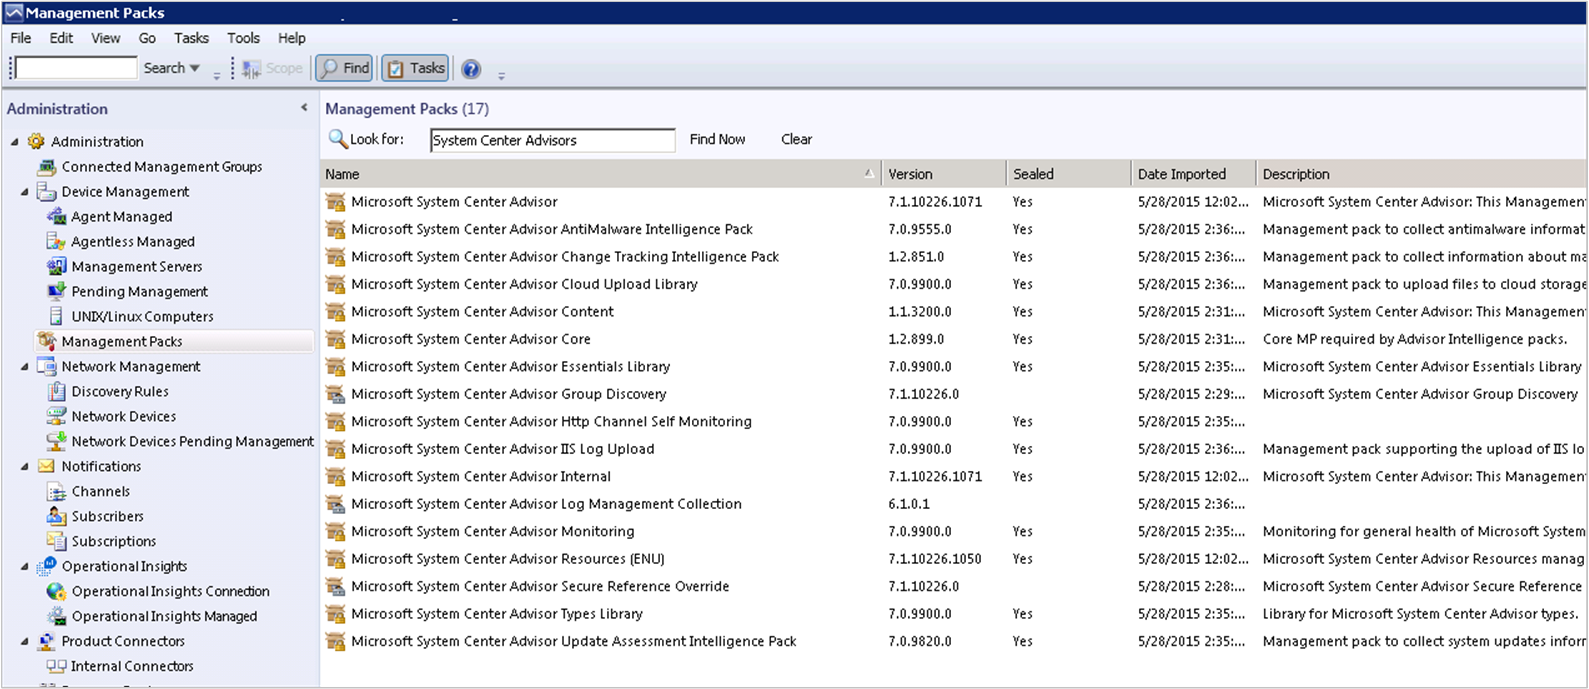 Management Packs
File Edit View Go Tasks Tools Help
Search Scope Find Tasks
Administration
Administration
Connected Management Groups
Device Management
Agent Managed
Agentless Managed
Management Servers
Pending Management
UNIX/Linux Computers
Management Packs
Network Management
Discovery Rules
Network Devices
Network Devices Pending Management
Notifications
Channels
Subscribers
Subscriptions
Operational Insights
Operational Insights Connection
Operational Insights Managed
Product Connectors
Internal Connectors
Management Packs (17)
Look for: System Center Advisors Find Now Clear
Name Version Sealed Date Imported Description
Microsoft System Center Advisor 7.1.10226.1071 Yes 5/28/2015 12:02... Microsoft System Center Advisor: This Management
Microsoft System Center Advisor AntiMalware Intelligence Pack 7.0.9555.0 Yes 5/28/2015 2:36:... Management pack to collect antimalware informat
Microsoft System Center Advisor Change Tracking Intelligence Pack 1.2.851.0 Yes 5/28/2015 2:36:... Management pack to collect information about ma
Microsoft System Center Advisor Cloud Upload Library 7.0.9900.0 Yes 5/28/2015 2:36:... Management pack to upload files to cloud storage
Microsoft System Center Advisor Content 1.1.3200.0 Yes 5/28/2015 2:31:... Microsoft System Center Advisor: This Management
Microsoft System Center Advisor Core 1.2.899.0 Yes 5/28/2015 2:31:... Core MP required by Advisor Intelligence packs.
Microsoft System Center Advisor Essentials Library 7.0.9900.0 Yes 5/28/2015 2:35:... Microsoft System Center Advisor Essentials Library
Microsoft System Center Advisor Group Discovery 7.1.10226.0 5/28/2015 2:29:... Microsoft System Center Advisor Group Discovery
Microsoft System Center Advisor Http Channel Self Monitoring 7.0.9900.0 Yes 5/28/2015 2:35:...
Microsoft System Center Advisor IIS Log Upload 7.0.9900.0 Yes 5/28/2015 2:36:... Management pack supporting the upload of IIS lo
Microsoft System Center Advisor Internal 7.1.10226.1071 Yes 5/28/2015 12:02... Microsoft System Center Advisor: This Management
Microsoft System Center Advisor Log Management Collection 6.1.0.1 5/28/2015 2:36:...
Microsoft System Center Advisor Monitoring 7.0.9900.0 Yes 5/28/2015 2:35:... Monitoring for general health of Microsoft System
Microsoft System Center Advisor Resources (ENU) 7.1.10226.1050 Yes 5/28/2015 12:02... Microsoft System Center Advisor Resources manag
Microsoft System Center Advisor Secure Reference Override 7.1.10226.0 5/28/2015 2:28:... Microsoft System Center Advisor Secure Reference
Microsoft System Center Advisor Types Library 7.0.9900.0 Yes 5/28/2015 2:35:... Library for Microsoft System Center Advisor types.
Microsoft System Center Advisor Update Assessment Intelligence Pack 7.0.9820.0 Yes 5/28/2015 2:35:... Management pack to collect system updates infor